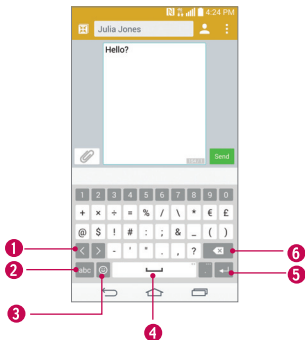 4:24 PM
Julia Jones
Hello?
Send
1 2 3 4 5 6 7 8 9 0
+ × ÷ = % / \ * € £
@ $ ! # : ; & _ ( )
< > - ' " . , ?
abc .
1
2
3
4
5
6